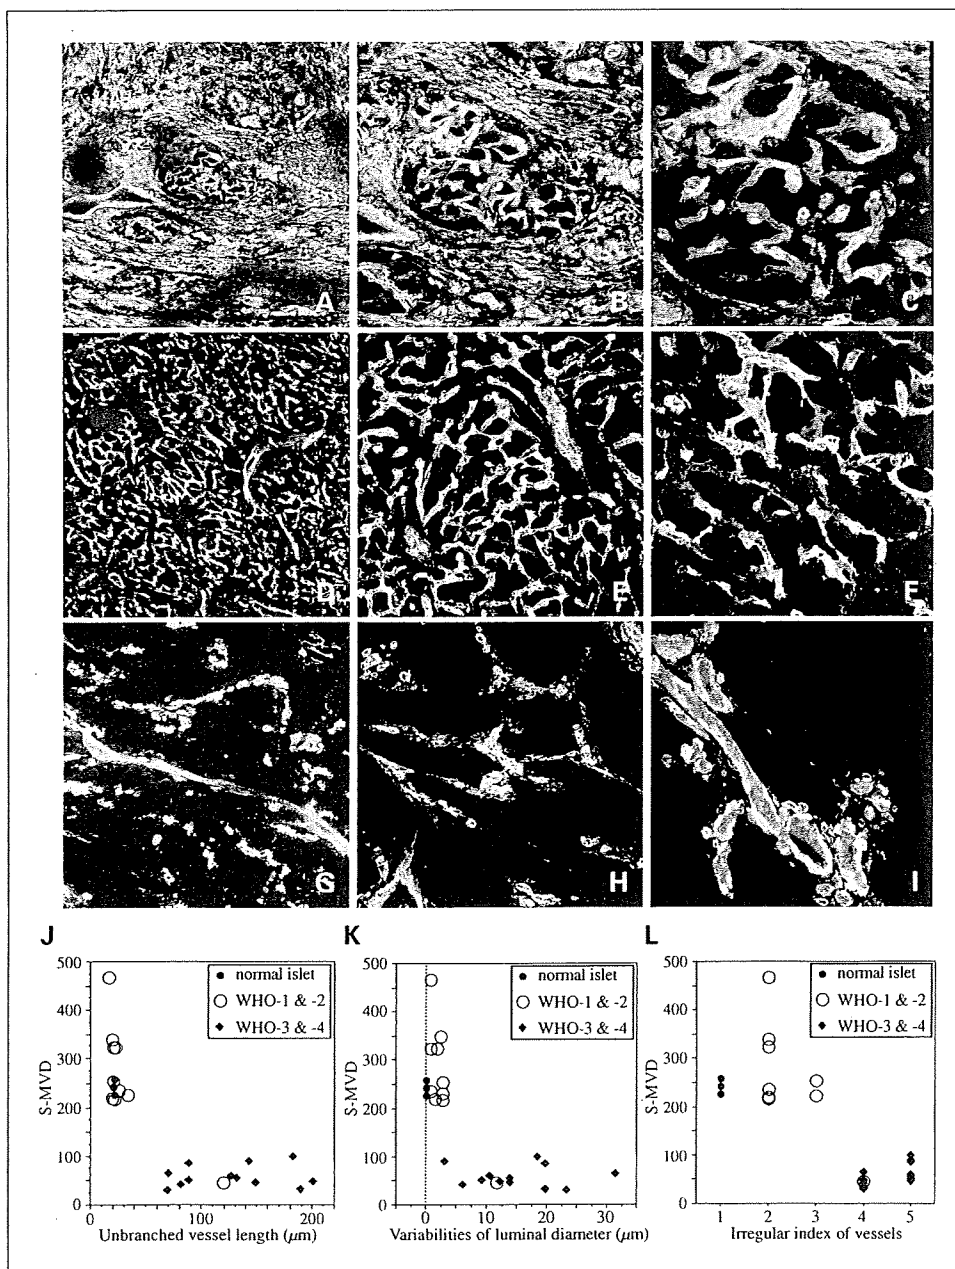 A
B
C
D
E
F
G
H
I
J
K
L
500
400
300
200
100
0
S-MVD
normal islet
WHO-1 & -2
WHO-3 & -4
0
100
200
Unbranched vessel length (μm)
500
400
300
200
100
0
S-MVD
normal islet
WHO-1 & -2
WHO-3 & -4
0
10
20
30
Variabilities of luminal diameter (μm)
500
400
300
200
100
0
S-MVD
normal islet
WHO-1 & -2
WHO-3 & -4
1
2
3
4
5
Irregular index of vessels